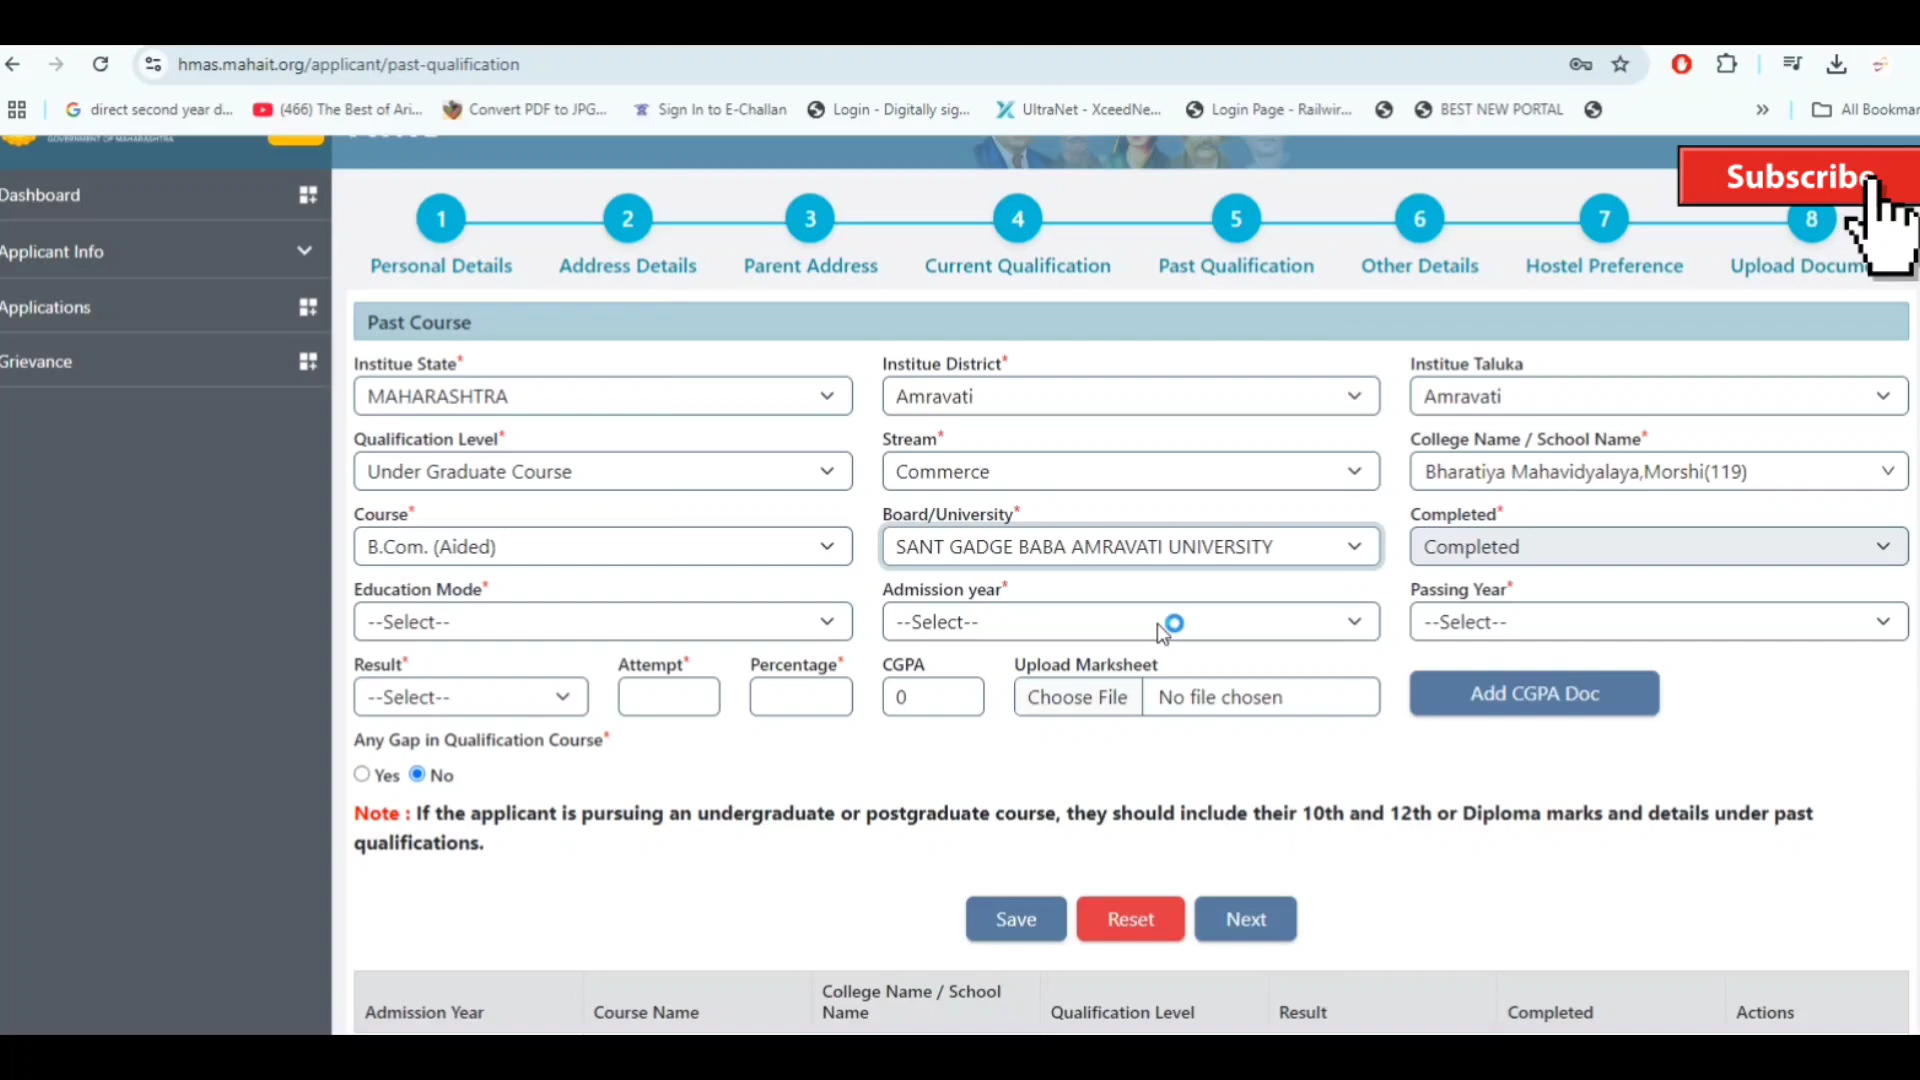 hmas.mahait.org/applicant/past-qualification
direct second year d...
(466) The Best of Ari...
Convert PDF to JPG...
Sign In to E-Challan
Login - Digitally sig...
UltraNet - XceedNe...
Login Page - Railwir...
BEST NEW PORTAL
»
All Bookmar
GOVERNMENT OF MAHARASHTRA
Subscribe
Dashboard
Applicant Info
Applications
Grievance
1 2 3 4 5 6 7 8
Personal Details
Address Details
Parent Address
Current Qualification
Past Qualification
Other Details
Hostel Preference
Upload Docum
Past Course
Institue State* Institue District* Institue Taluka
MAHARASHTRA Amravati Amravati
Qualification Level* Stream* College Name / School Name*
Under Graduate Course Commerce Bharatiya Mahavidyalaya,Morshi(119)
Course* Board/University* Completed*
B.Com. (Aided) SANT GADGE BABA AMRAVATI UNIVERSITY Completed
Education Mode* Admission year* Passing Year*
--Select-- --Select-- --Select--
Result* Attempt* Percentage* CGPA Upload Marksheet
--Select-- 0 Choose File No file chosen Add CGPA Doc
Any Gap in Qualification Course*
Yes No
Note : If the applicant is pursuing an undergraduate or postgraduate course, they should include their 10th and 12th or Diploma marks and details under past
qualifications.
Save Reset Next
Admission Year
Course Name
College Name / School
Name
Qualification Level
Result
Completed
Actions